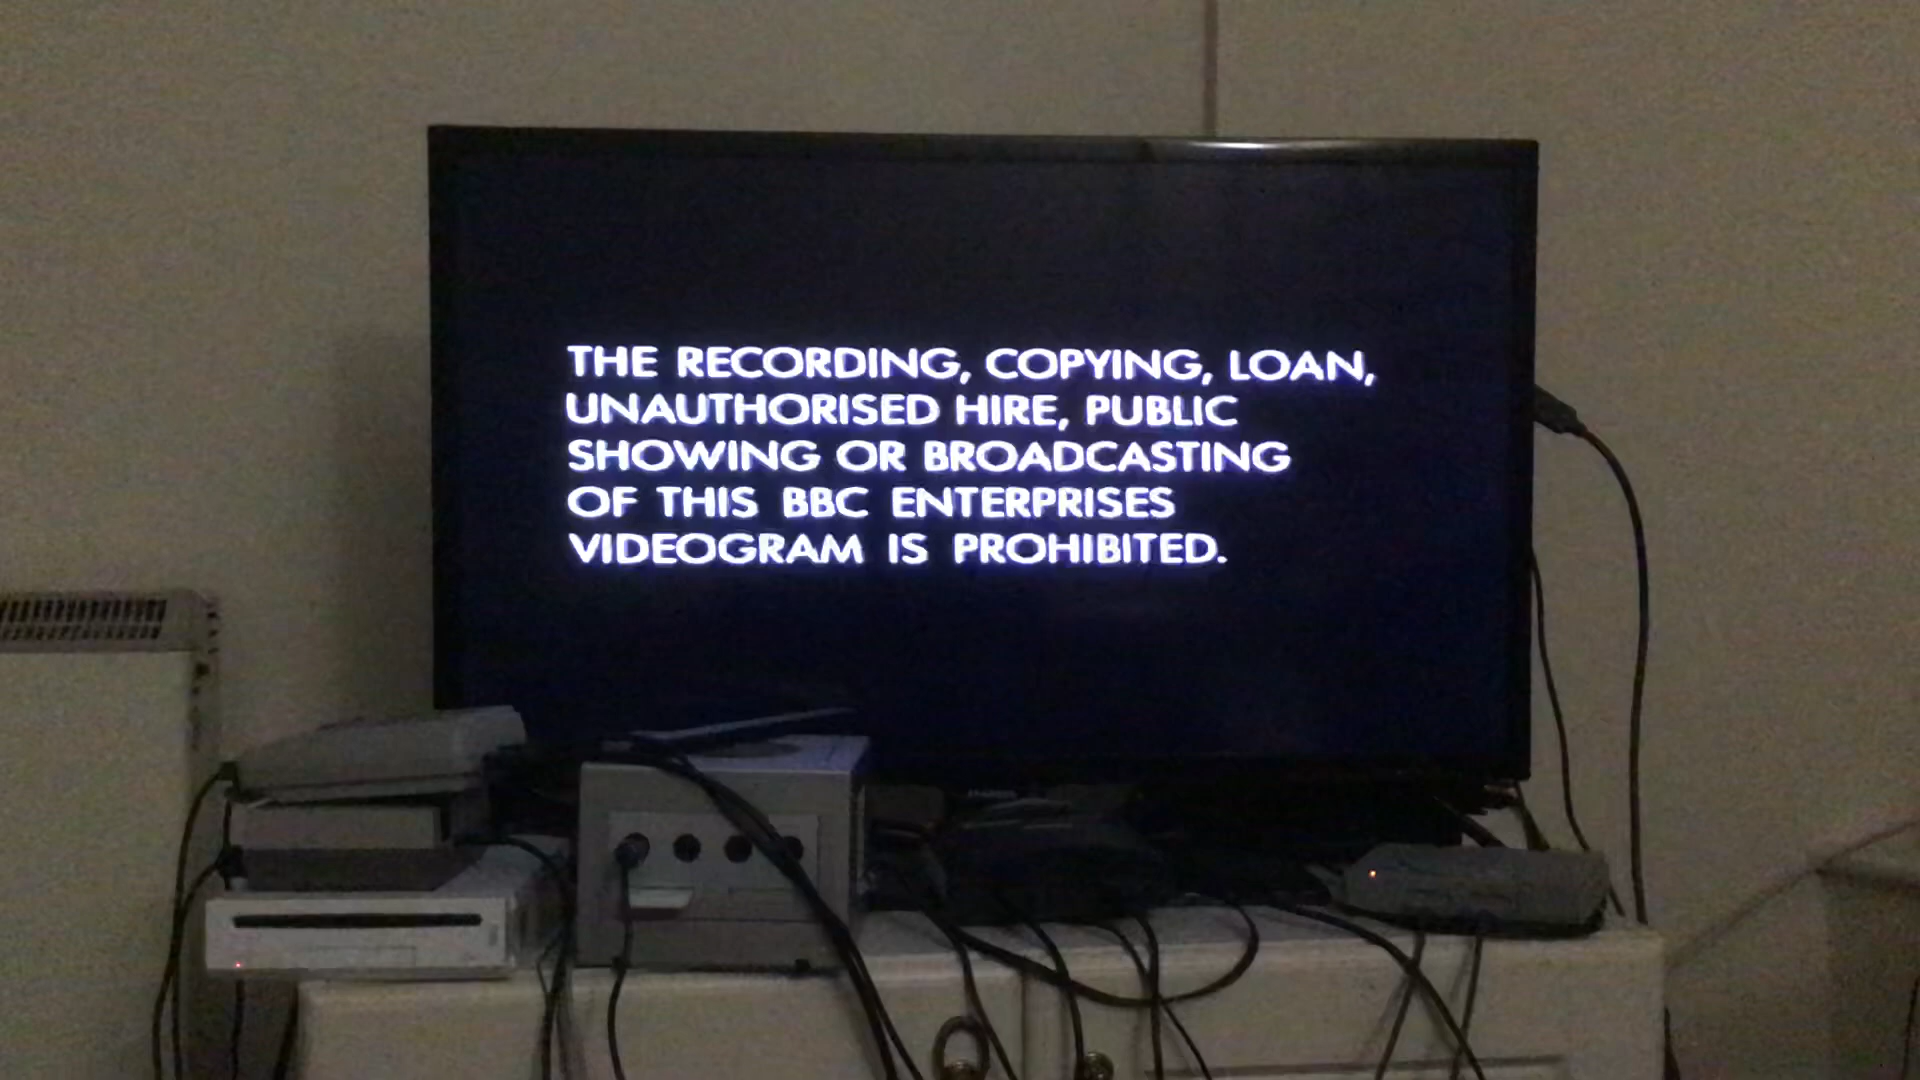 THE RECORDING, COPYING, LOAN,
UNAUTHORISED HIRE, PUBLIC
SHOWING OR BROADCASTING
OF THIS BBC ENTERPRISES
VIDEOGRAM IS PROHIBITED.